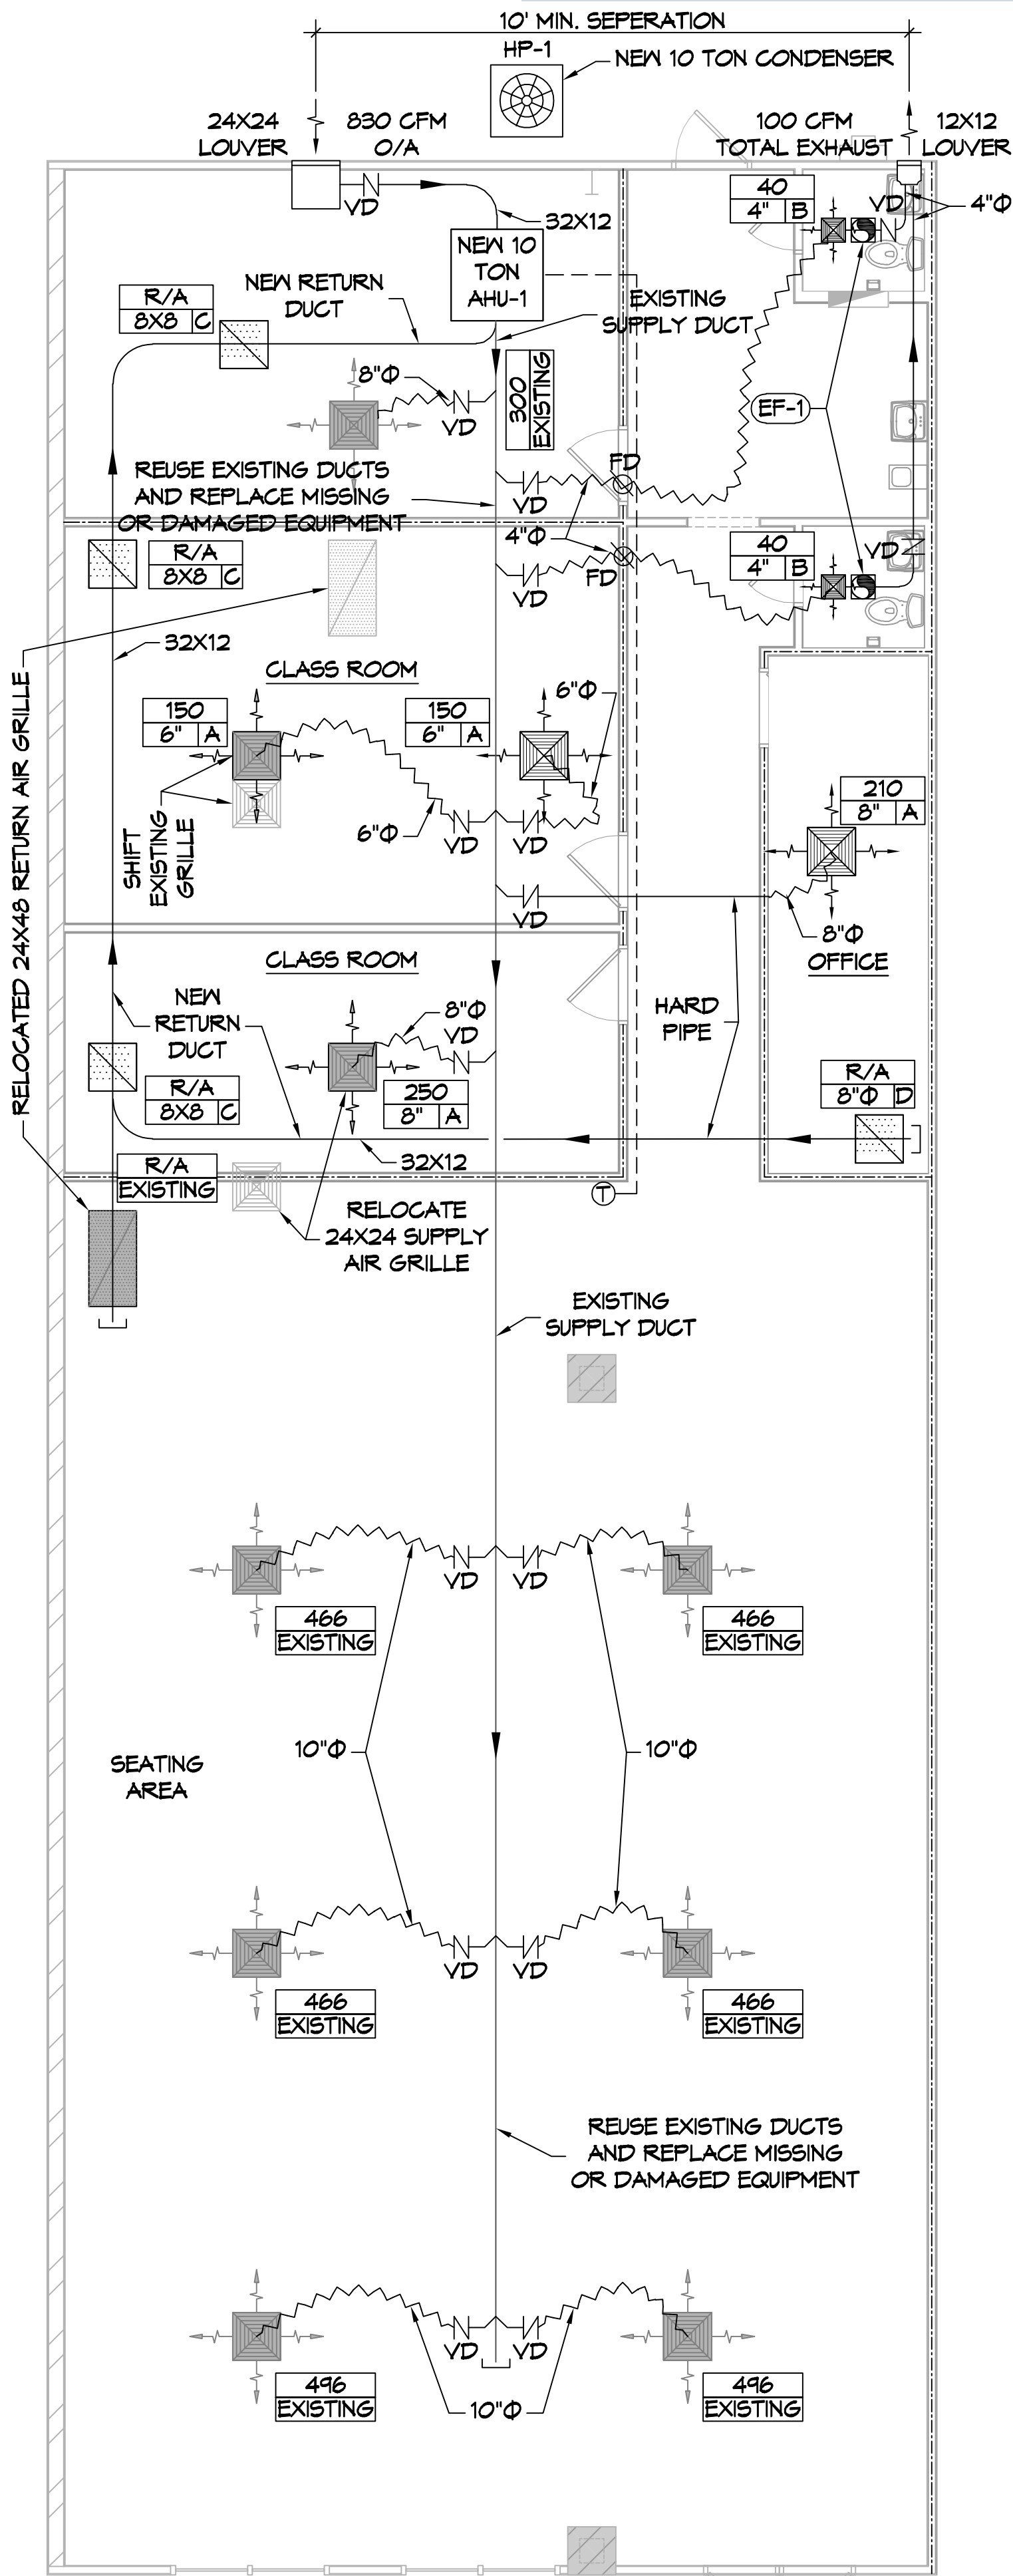 10' MIN. SEPERATION
HP-1
NEW 10 TON CONDENSER
24X24
LOUVER
830 CFM
O/A
100 CFM
TOTAL EXHAUST
12X12
LOUVER
VD
32X12
40
4" B
VD
4"Φ
NEW 10
TON
AHU-1
NEW RETURN
DUCT
R/A
8X8 C
EXISTING
SUPPLY DUCT
8"Φ
VD
300
EXISTING
EF-1
REUSE EXISTING DUCTS
AND REPLACE MISSING
OR DAMAGED EQUIPMENT
FD
VD
4"Φ
R/A
8X8 C
FD
VD
40
4" B
VD
32X12
CLASS ROOM
RELOCATED 24X48 RETURN AIR GRILLE
150
6" A
150
6" A
6"Φ
SHIFT
EXISTING
GRILLE
6"Φ
VD
VD
210
8" A
VD
8"Φ
OFFICE
CLASS ROOM
NEW
RETURN
DUCT
8"Φ
VD
HARD
PIPE
R/A
8X8 C
250
8" A
R/A
8"Φ D
32X12
R/A
EXISTING
T
RELOCATE
24X24 SUPPLY
AIR GRILLE
EXISTING
SUPPLY DUCT
VD
VD
466
EXISTING
466
EXISTING
10"Φ
10"Φ
SEATING
AREA
VD
VD
466
EXISTING
466
EXISTING
REUSE EXISTING DUCTS
AND REPLACE MISSING
OR DAMAGED EQUIPMENT
VD
VD
496
EXISTING
496
EXISTING
10"Φ